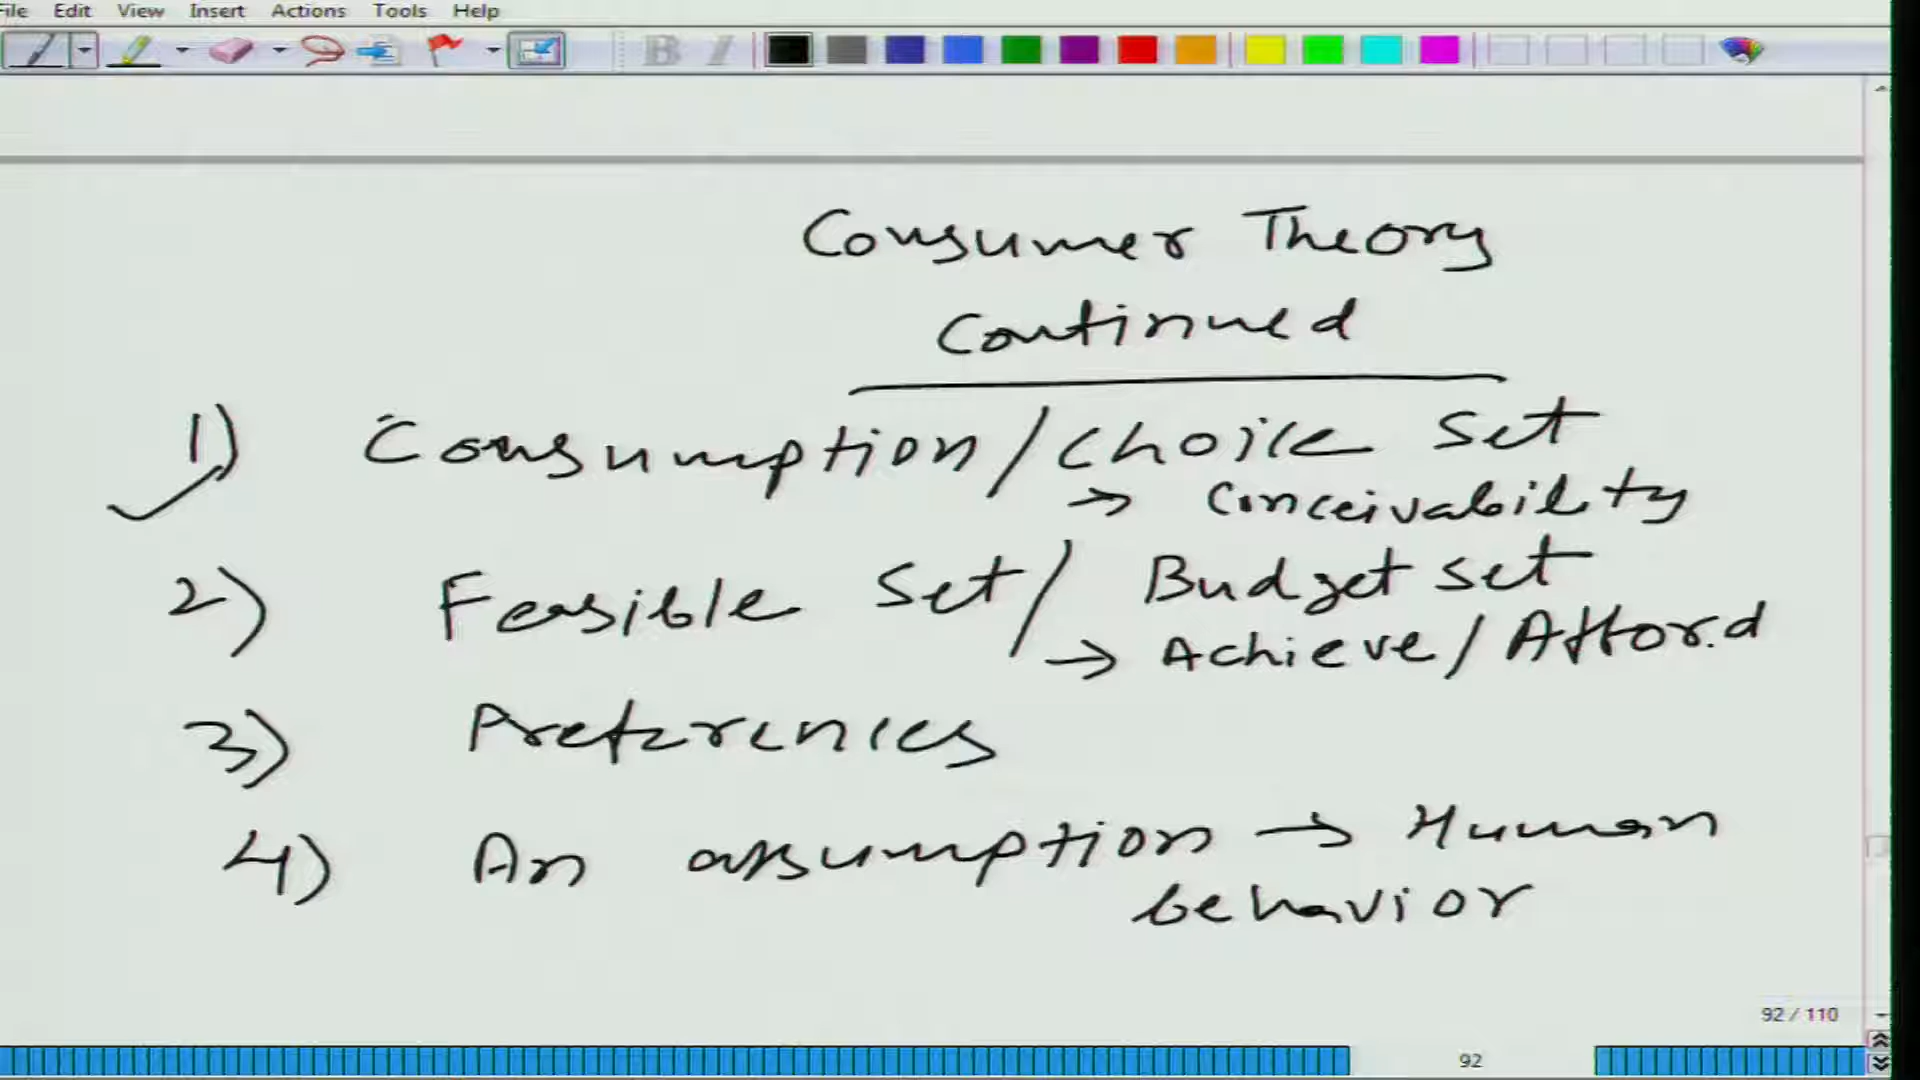 File Edit View Insert Actions Tools Help
B I
Consumer Theory
Continued
1) Consumption/Choice Set
→ Conceivability
2) Feasible Set/ Budget set
→ Achieve/Afford
3) Preferences
4) An assumption → Human
behavior
92 / 110
92